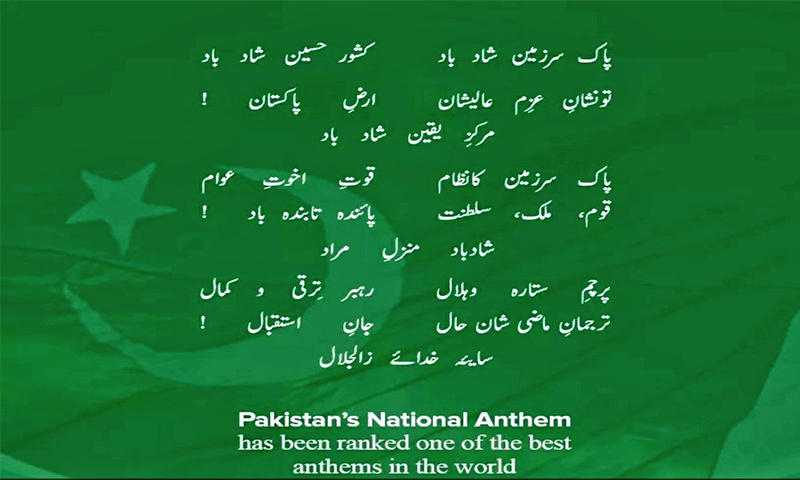 پاک سرزمین شاد باد کشور حسین شاد باد
تونشانِ عزمِ عالیشان ارضِ پاکستان !
مرکزِ یقین شاد باد
پاک سرزمین کانظام قوتِ اخوتِ عوام
قوم، ملک، سلطنت پائندہ تابندہ باد !
شادباد منزلِ مراد
پرچمِ ستارہ وہلال رہبرِ ترقی و کمال
ترجمانِ ماضی شان حال جانِ استقبال !
سایئہ خدائے زالجلال
Pakistan's National Anthem
has been ranked one of the best
anthems in the world